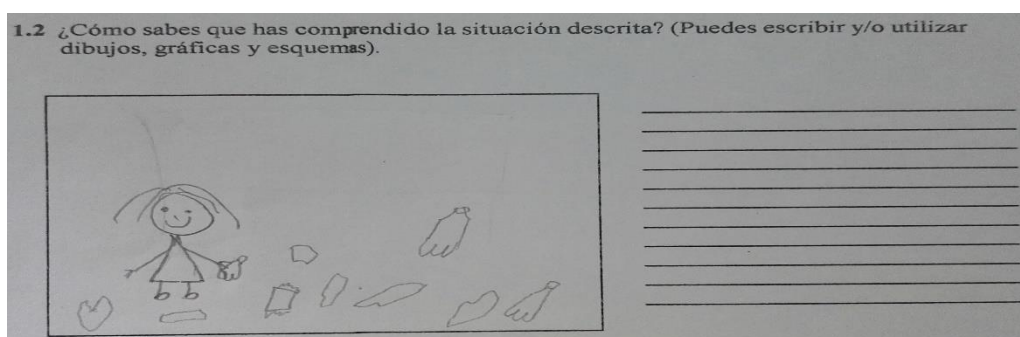 1.2 ¿Cómo sabes que has comprendido la situación descrita? (Puedes escribir y/o utilizar
dibujos, gráficas y esquemas).